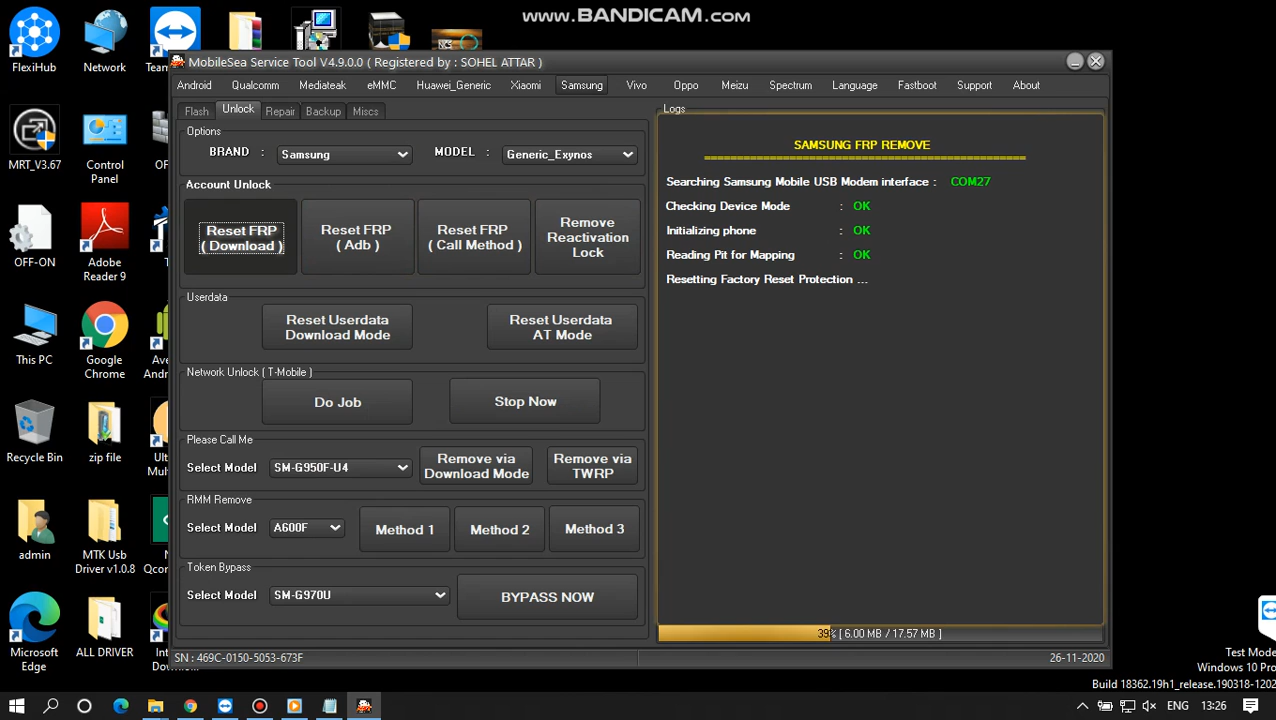 www.BANDICAM.com
FlexiHub
Network
Team
MobileSea Service Tool V4.9.0.0 ( Registered by : SOHEL ATTAR )
Android Qualcomm Mediateak eMMC Huawei_Generic Xiaomi Samsung Vivo Oppo Meizu Spectrum Language Fastboot Support About
Flash Unlock Repair Backup Miscs
Options
BRAND : Samsung MODEL : Generic_Exynos
Account Unlock
Reset FRP
( Download )
Reset FRP
( Adb )
Reset FRP
( Call Method )
Remove
Reactivation
Lock
Userdata
Reset Userdata
Download Mode
Reset Userdata
AT Mode
Network Unlock ( T-Mobile )
Do Job
Stop Now
Please Call Me
Select Model SM-G950F-U4
Remove via
Download Mode
Remove via
TWRP
RMM Remove
Select Model A600F Method 1 Method 2 Method 3
Token Bypass
Select Model SM-G970U BYPASS NOW
Logs
SAMSUNG FRP REMOVE
Searching Samsung Mobile USB Modem interface : COM27
Checking Device Mode : OK
Initializing phone : OK
Reading Pit for Mapping : OK
Resetting Factory Reset Protection ...
39% [ 6.00 MB / 17.57 MB ]
SN : 469C-0150-5053-673F
26-11-2020
MRT_V3.67
Control
Panel
OFF-ON
Adobe
Reader 9
This PC
Google
Chrome
Recycle Bin
zip file
admin
MTK Usb
Driver v1.0.8
Microsoft
Edge
ALL DRIVER
Test Mode
Windows 10 Pro
Build 18362.19h1_release.190318-1202
ENG 13:26